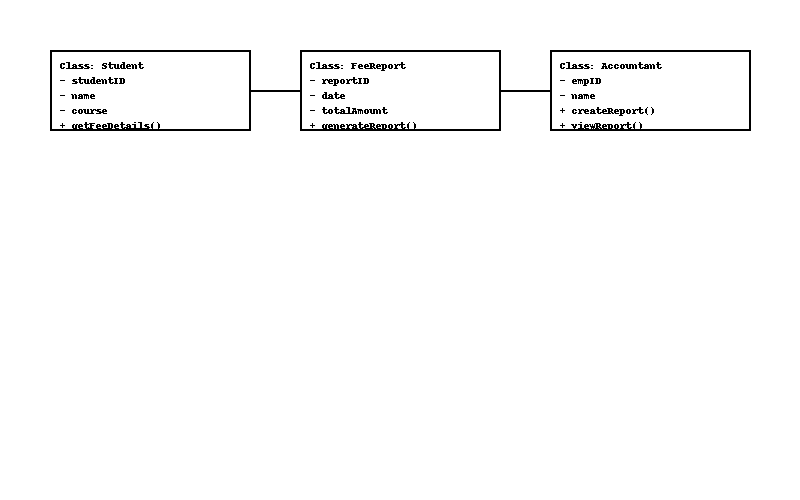 Class: Student
- studentID
- name
- course
+ getFeeDetails()
Class: FeeReport
- reportID
- date
- totalAmount
+ generateReport()
Class: Accountant
- empID
- name
+ createReport()
+ viewReport()